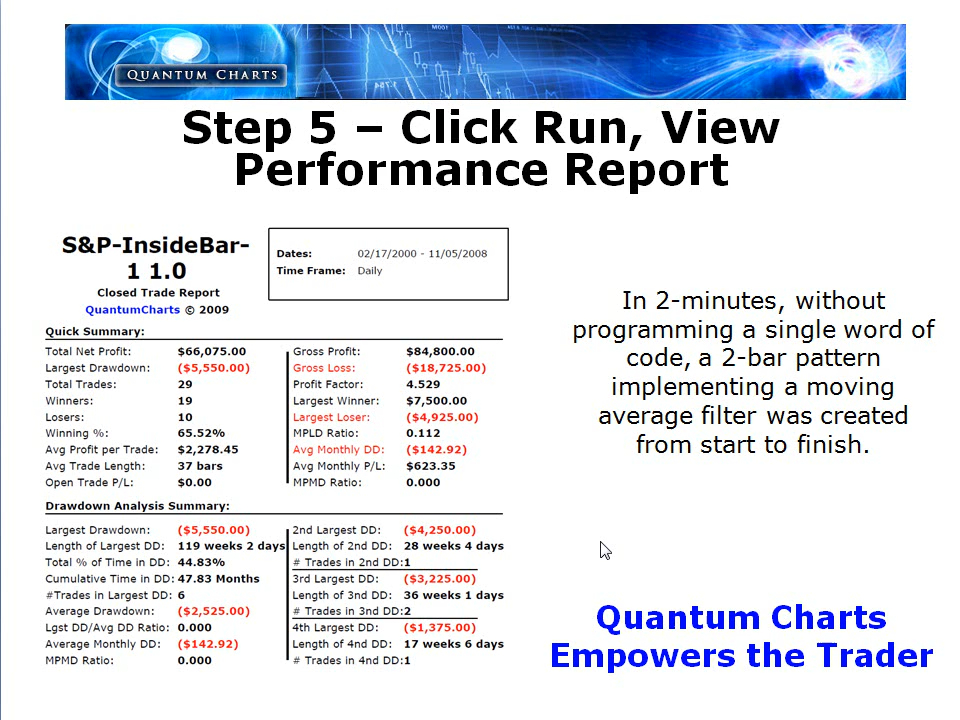 QUANTUM CHARTS
Step 5 – Click Run, View
Performance Report
S&P-InsideBar-
1 1.0
Closed Trade Report
QuantumCharts © 2009
Dates: 02/17/2000 - 11/05/2008
Time Frame: Daily
Quick Summary:
Total Net Profit: $66,075.00 Gross Profit: $84,800.00
Largest Drawdown: ($5,550.00) Gross Loss: ($18,725.00)
Total Trades: 29 Profit Factor: 4.529
Winners: 19 Largest Winner: $7,500.00
Losers: 10 Largest Loser: ($4,925.00)
Winning %: 65.52% MPLD Ratio: 0.112
Avg Profit per Trade: $2,278.45 Avg Monthly DD: ($142.92)
Avg Trade Length: 37 bars Avg Monthly P/L: $623.35
Open Trade P/L: $0.00 MPMD Ratio: 0.000
Drawdown Analysis Summary:
Largest Drawdown: ($5,550.00) 2nd Largest DD: ($4,250.00)
Length of Largest DD: 119 weeks 2 days Length of 2nd DD: 28 weeks 4 days
Total % of Time in DD: 44.83% # Trades in 2nd DD: 1
Cumulative Time in DD: 47.83 Months 3rd Largest DD: ($3,225.00)
#Trades in Largest DD: 6 Length of 3rd DD: 36 weeks 1 days
Average Drawdown: ($2,525.00) # Trades in 3nd DD: 2
Lgst DD/Avg DD Ratio: 0.000 4th Largest DD: ($1,375.00)
Average Monthly DD: ($142.92) Length of 4nd DD: 17 weeks 6 days
MPMD Ratio: 0.000 # Trades in 4nd DD: 1
In 2-minutes, without
programming a single word of
code, a 2-bar pattern
implementing a moving
average filter was created
from start to finish.
Quantum Charts
Empowers the Trader